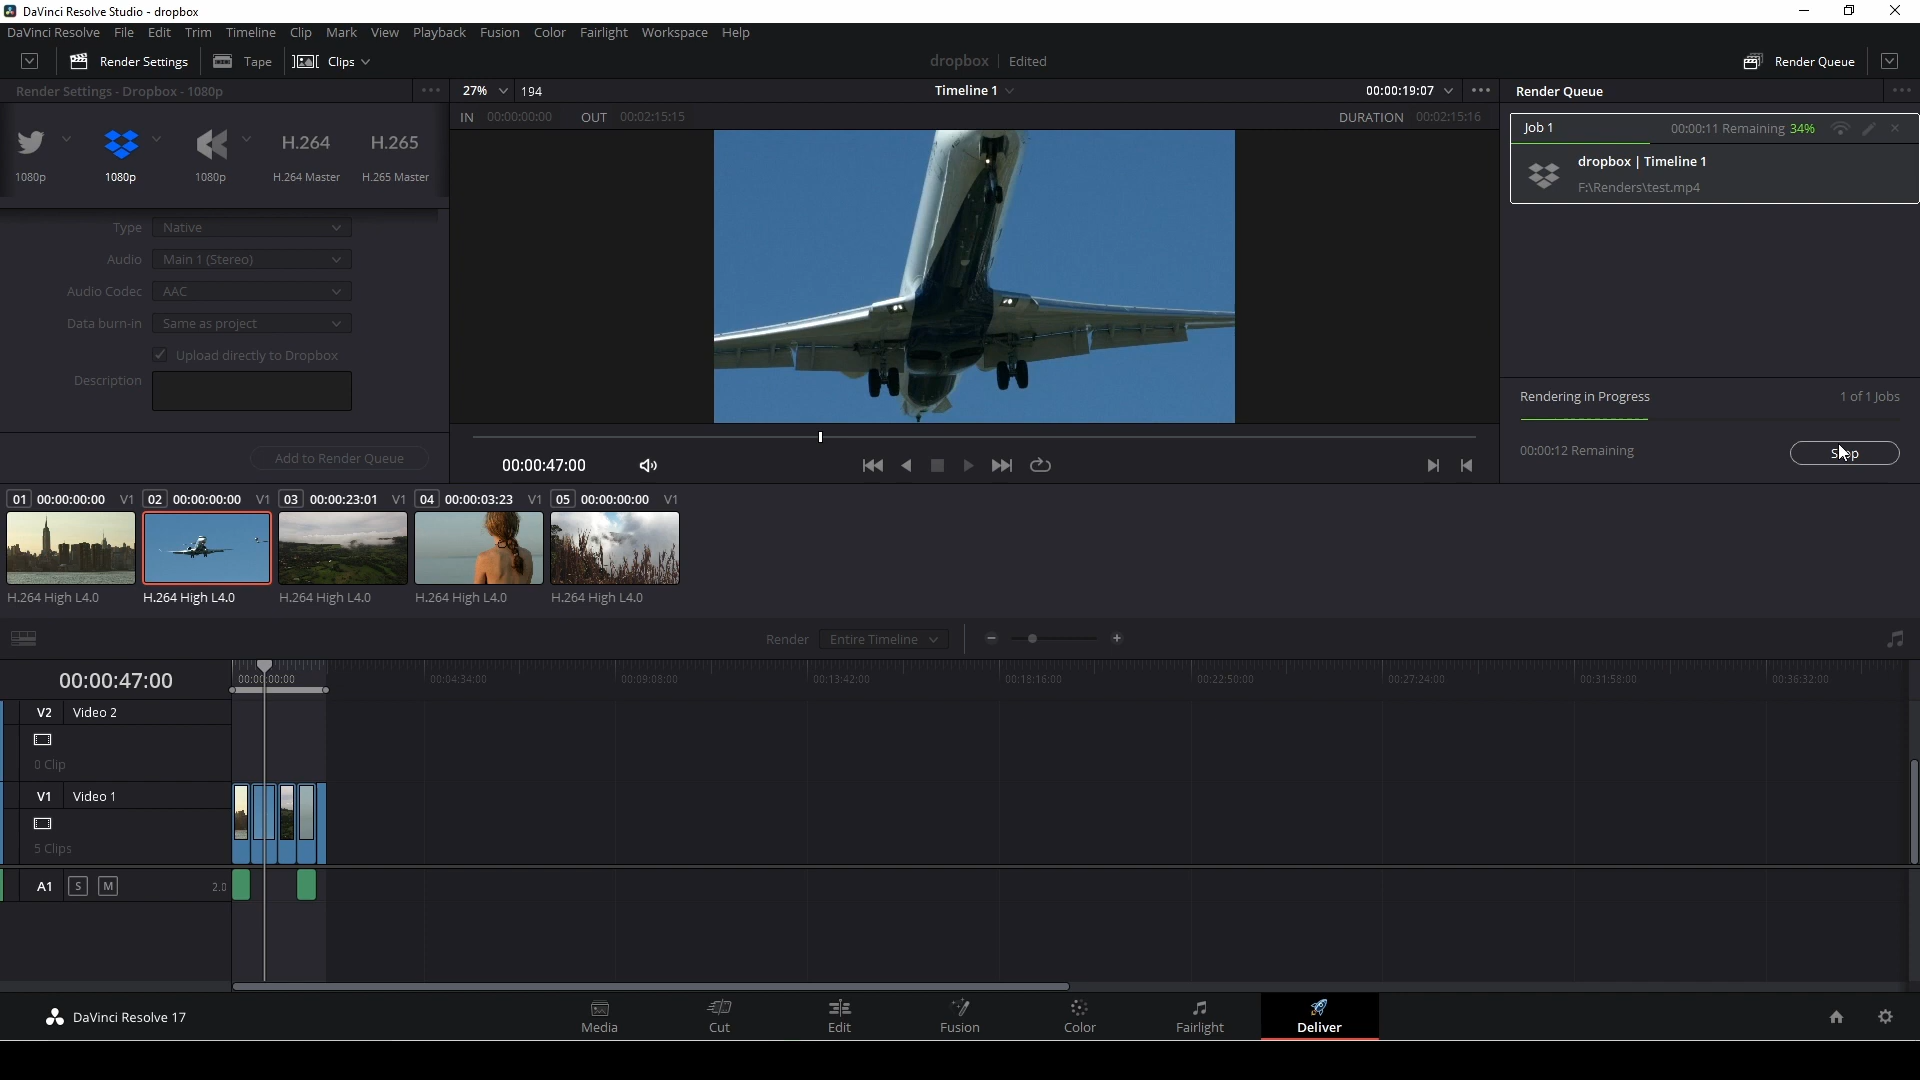 DaVinci Resolve Studio - dropbox
DaVinci Resolve File Edit Trim Timeline Clip Mark View Playback Fusion Color Fairlight Workspace Help
Render Settings Tape Clips dropbox Edited Render Queue
Render Settings - Dropbox - 1080p
27% 194 Timeline 1 00:00:19:07
Render Queue
IN 00:00:00:00 OUT 00:02:15:15 DURATION 00:02:15:16
H.264 H.265
1080p 1080p 1080p H.264 Master H.265 Master
Job 1 00:00:11 Remaining 34%
dropbox | Timeline 1
F:\Renders\test.mp4
Type Native
Audio Main 1 (Stereo)
Audio Codec AAC
Data burn-in Same as project
Upload directly to Dropbox
Description
Add to Render Queue
00:00:47:00
Rendering in Progress 1 of 1 Jobs
00:00:12 Remaining
01 00:00:00:00 V1 02 00:00:00:00 V1 03 00:00:23:01 V1 04 00:00:03:23 V1 05 00:00:00:00 V1
H.264 High L4.0 H.264 High L4.0 H.264 High L4.0 H.264 High L4.0 H.264 High L4.0
Render Entire Timeline
00:00:47:00
00:00:00:00 00:04:34:00 00:09:08:00 00:13:42:00 00:18:16:00 00:22:50:00 00:27:24:00 00:31:58:00 00:36:32:00
V2 Video 2
0 Clip
V1 Video 1
5 Clips
A1 S M 2.0
DaVinci Resolve 17
Media Cut Edit Fusion Color Fairlight Deliver